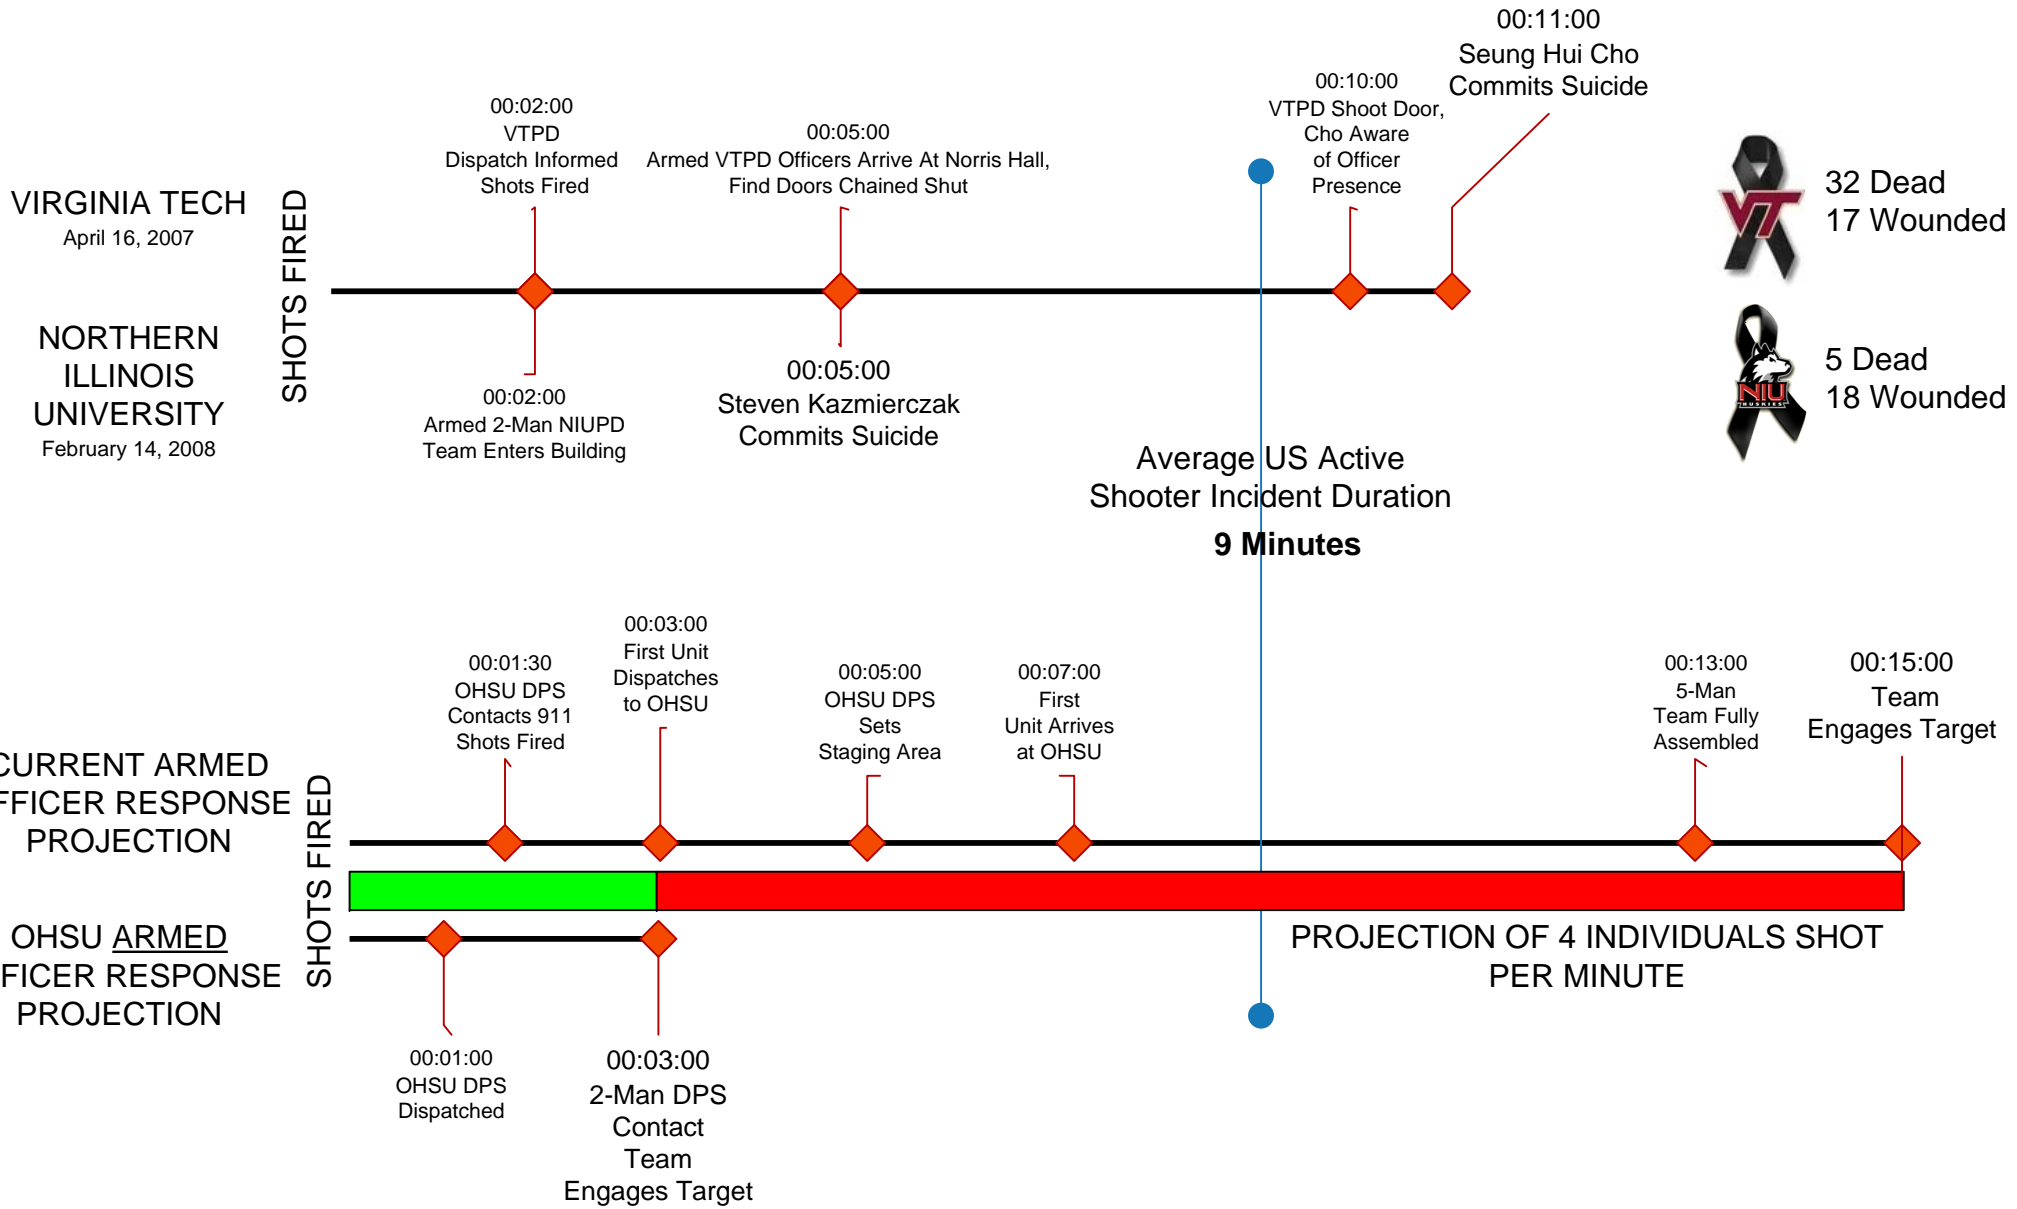 00:11:00
Seung Hui Cho
Commits Suicide
00:02:00
VTPD
Dispatch Informed
Shots Fired
00:05:00
Armed VTPD Officers Arrive At Norris Hall,
Find Doors Chained Shut
00:10:00
VTPD Shoot Door,
Cho Aware
of Officer
Presence
VIRGINIA TECH
April 16, 2007
SHOTS FIRED
VT
32 Dead
17 Wounded
NORTHERN
ILLINOIS
UNIVERSITY
February 14, 2008
00:02:00
Armed 2-Man NIUPD
Team Enters Building
00:05:00
Steven Kazmierczak
Commits Suicide
NIU
HUSKIES
5 Dead
18 Wounded
Average US Active
Shooter Incident Duration
9 Minutes
00:01:30
OHSU DPS
Contacts 911
Shots Fired
00:03:00
First Unit
Dispatches
to OHSU
00:05:00
OHSU DPS
Sets
Staging Area
00:07:00
First
Unit Arrives
at OHSU
00:13:00
5-Man
Team Fully
Assembled
00:15:00
Team
Engages Target
CURRENT ARMED
FFICER RESPONSE
PROJECTION
SHOTS FIRED
OHSU ARMED
FICER RESPONSE
PROJECTION
PROJECTION OF 4 INDIVIDUALS SHOT
PER MINUTE
00:01:00
OHSU DPS
Dispatched
00:03:00
2-Man DPS
Contact
Team
Engages Target